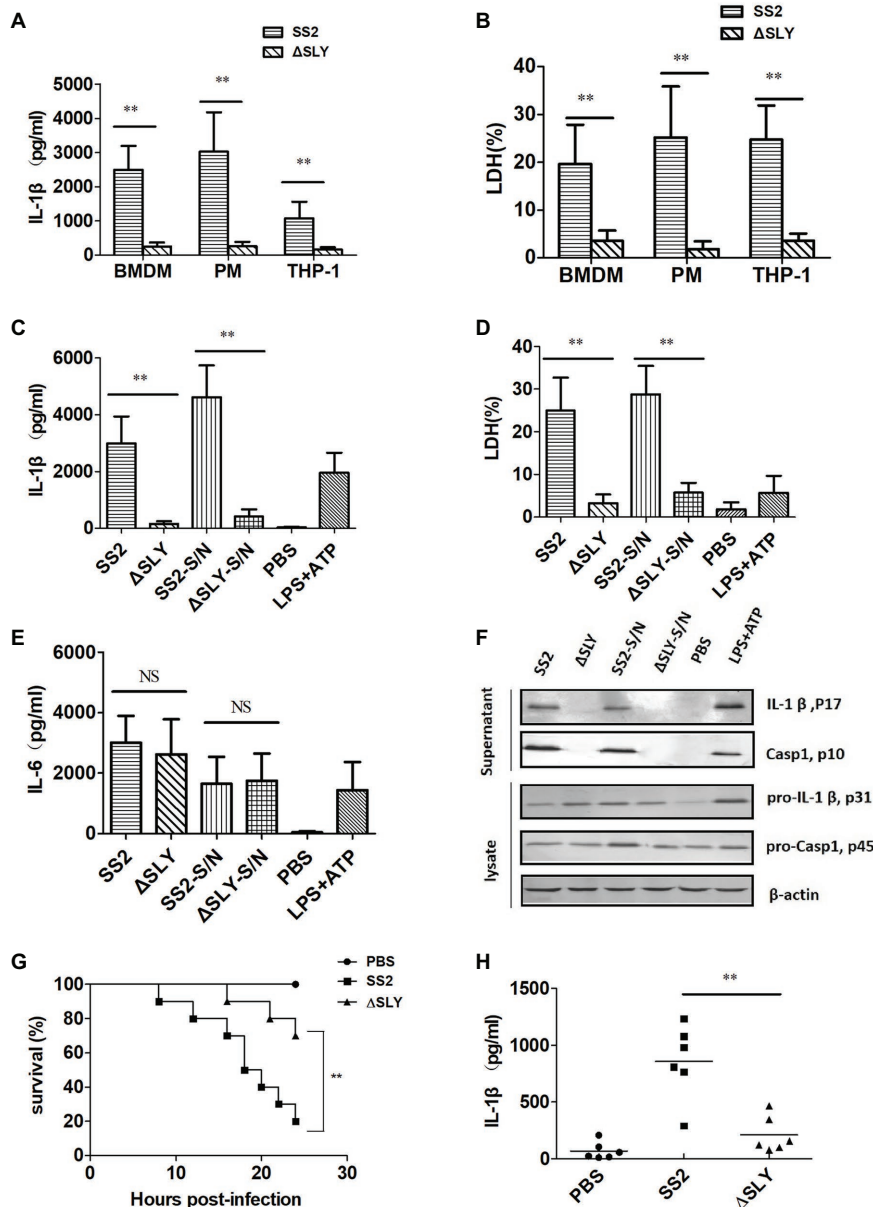 A
SS2
ΔSLY
IL-1β (pg/ml)
5000
4000
3000
2000
1000
0
**
**
**
BMDM PM THP-1
B
SS2
ΔSLY
LDH(%)
40
30
20
10
0
**
**
**
BMDM PM THP-1
C
IL-1β (pg/ml)
6000
4000
2000
0
**
**
SS2
ΔSLY
SS2-S/N
ΔSLY-S/N
PBS
LPS+ATP
D
LDH(%)
40
30
20
10
0
**
**
SS2
ΔSLY
SS2-S/N
ΔSLY-S/N
PBS
LPS+ATP
E
IL-6 (pg/ml)
6000
4000
2000
0
NS
NS
SS2
ΔSLY
SS2-S/N
ΔSLY-S/N
PBS
LPS+ATP
F
SS2
ΔSLY
SS2-S/N
ΔSLY-S/N
PBS
LPS+ATP
Supernatant
IL-1 β ,P17
Casp1, p10
lysate
pro-IL-1 β, p31
pro-Casp1, p45
β-actin
G
PBS
SS2
ΔSLY
survival (%)
100
80
60
40
20
0 10 20 30
**
Hours post-infection
H
IL-1β (pg/ml)
1500
1000
500
0
**
PBS
SS2
ΔSLY